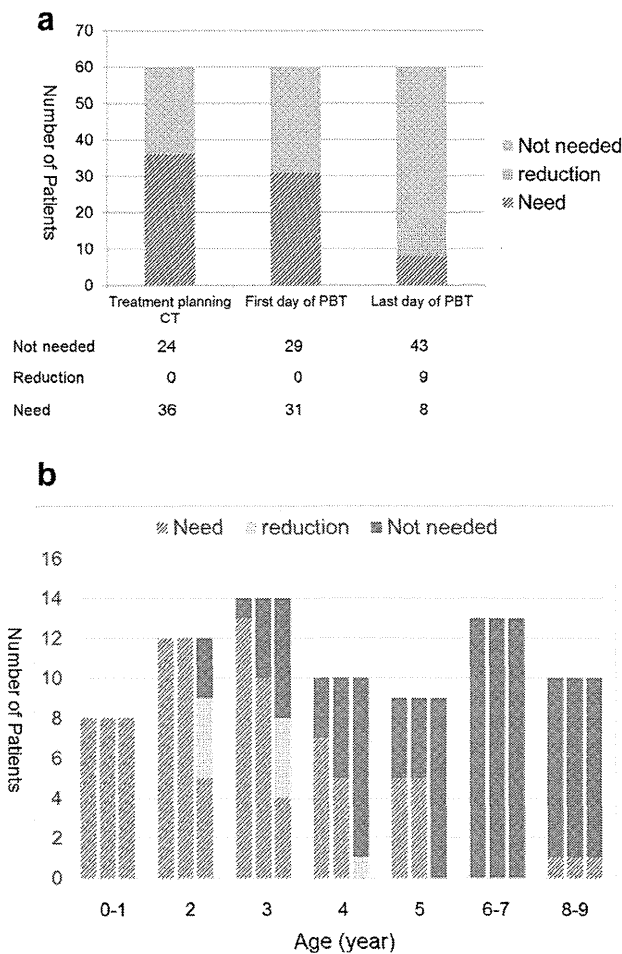 a
Number of Patients
70
60
50
40
30
20
10
0
Not needed
reduction
Need
Treatment planning CT
First day of PBT
Last day of PBT
Not needed 24 29 43
Reduction 0 0 9
Need 36 31 8
b
Need reduction Not needed
Number of Patients
16
14
12
10
8
6
4
2
0
0-1 2 3 4 5 6-7 8-9
Age (year)